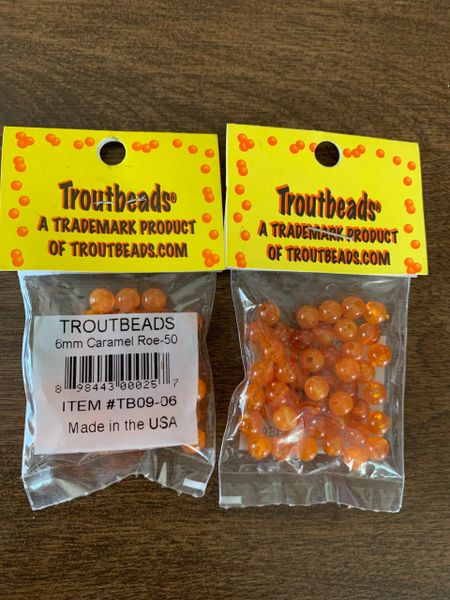 Troutbeads®
A TRADEMARK PRODUCT
OF TROUTBEADS.COM
TROUTBEADS
6mm Caramel Roe-50
8 98443 00025 7
ITEM #TB09-06
Made in the USA
Troutbeads®
A TRADEMARK PRODUCT
OF TROUTBEADS.COM